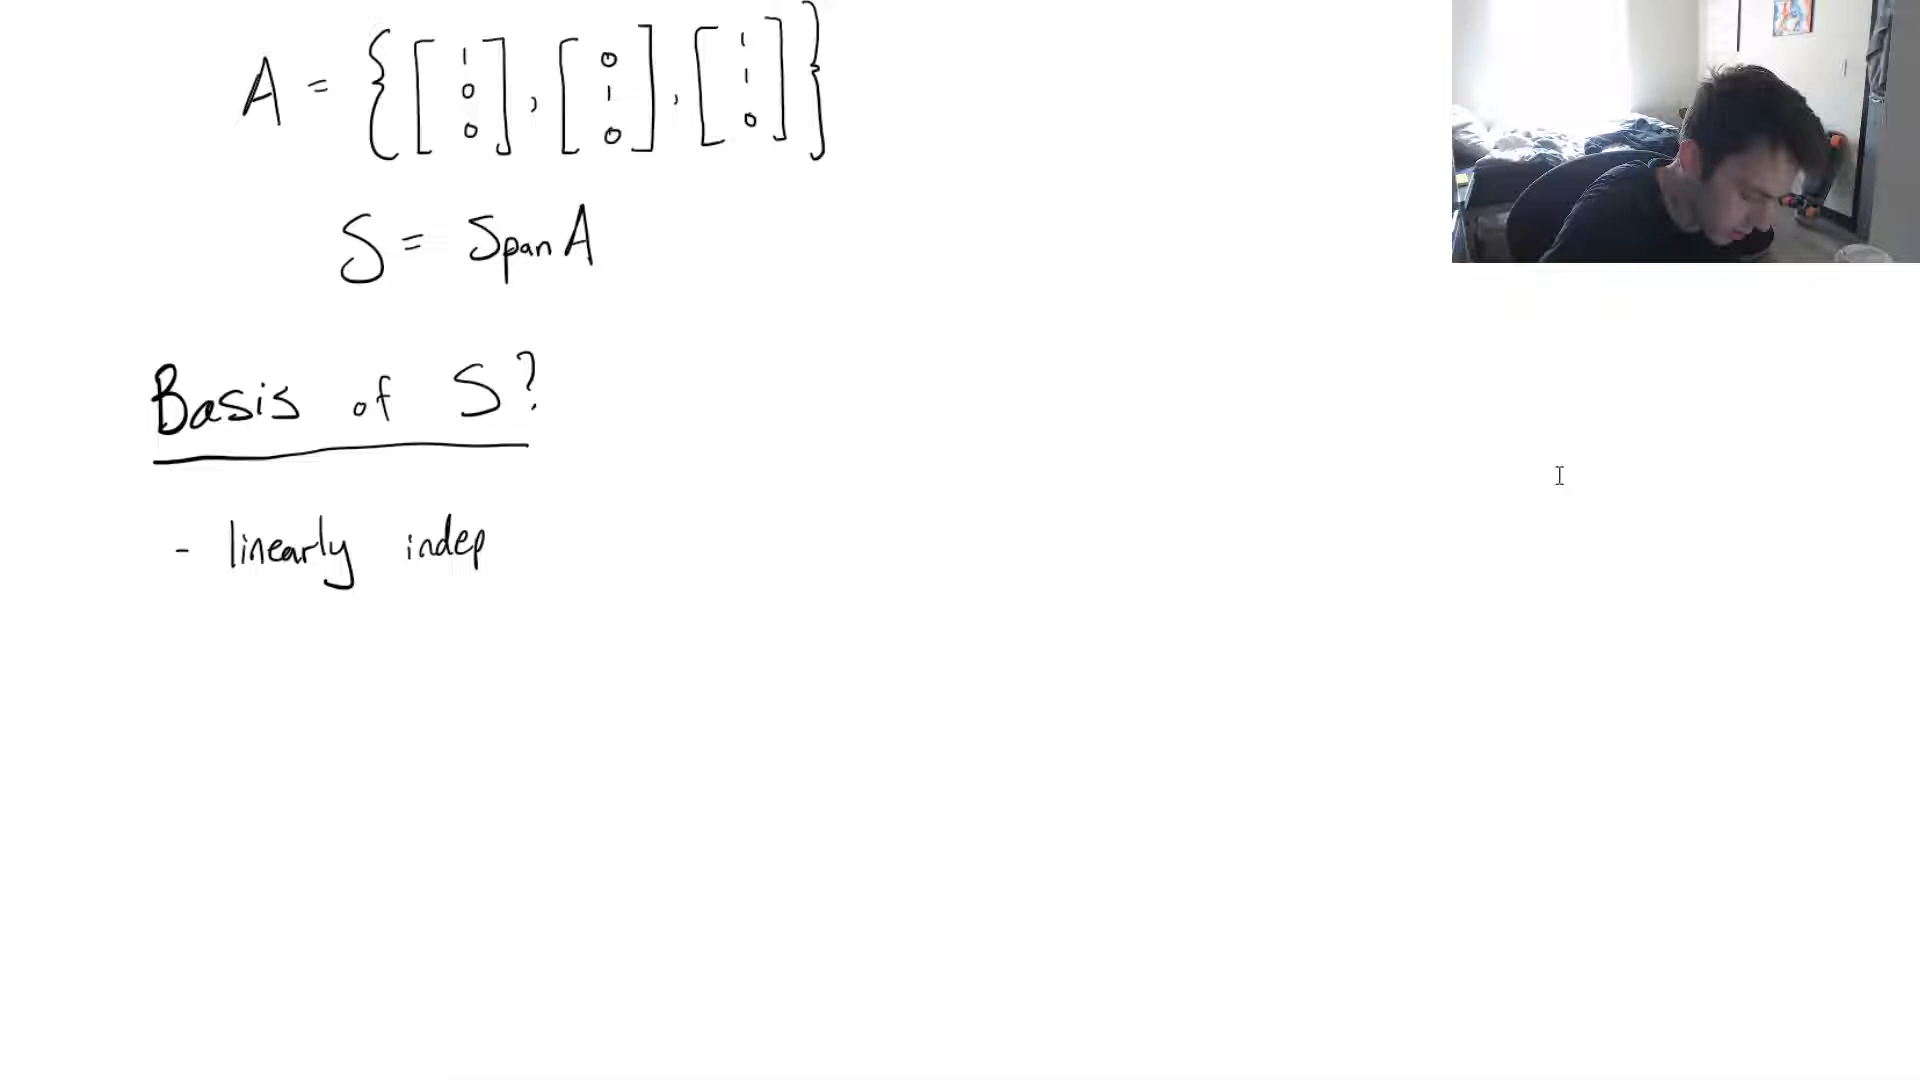 A = { [ 1 0 0 ] , [ 0 1 0 ] , [ 1 1 0 ] }
S = Span A
Basis of S?
- linearly indep